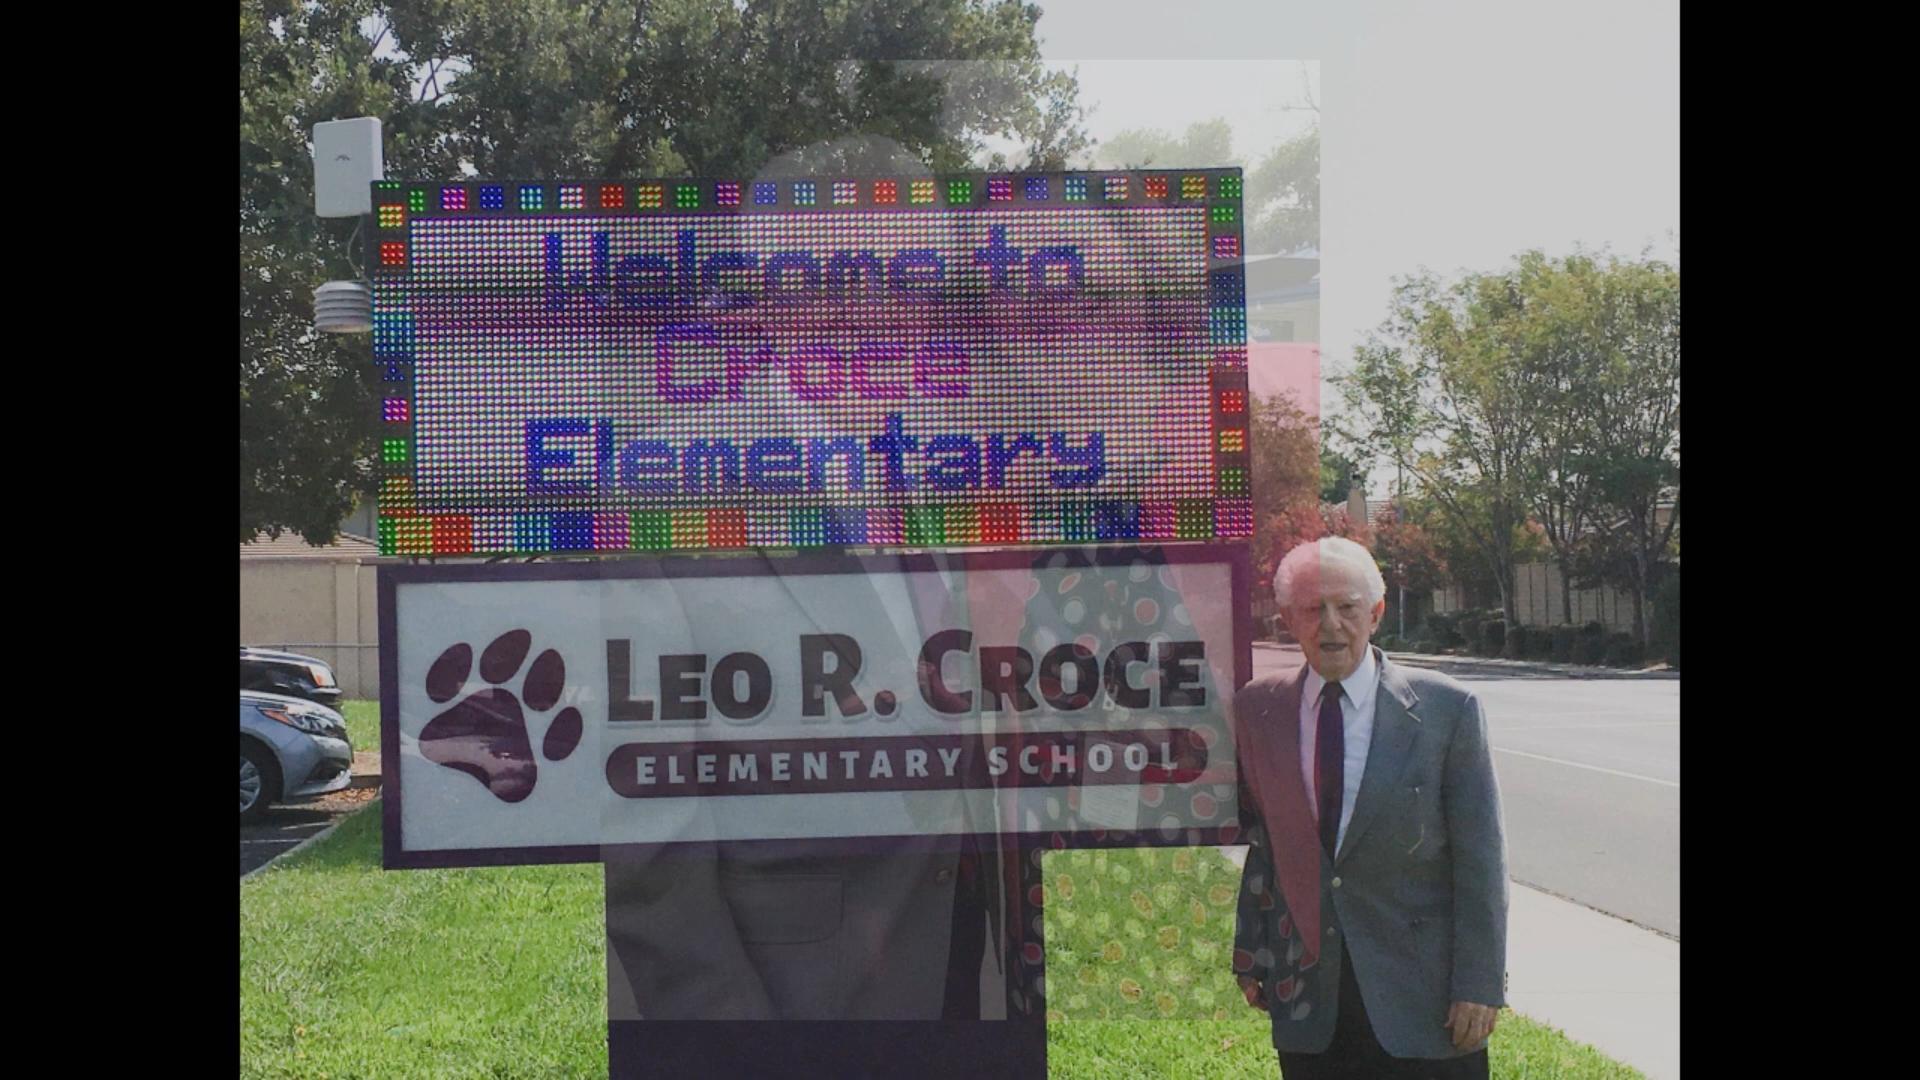 Welcome to
Croce
Elementary
LEO R. CROCE
ELEMENTARY SCHOOL